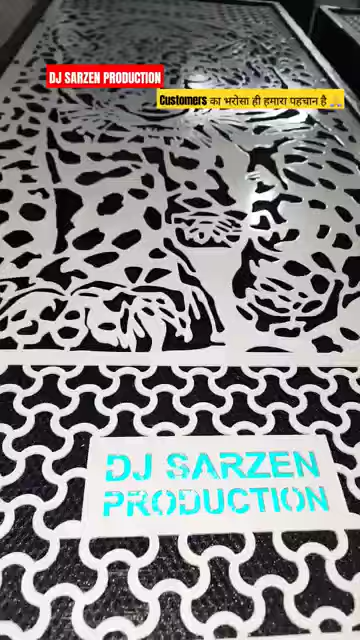 DJ SARZEN PRODUCTION
Customers का भरोसा ही हमारा पहचान है 🙏
DJ SARZEN
PRODUCTION